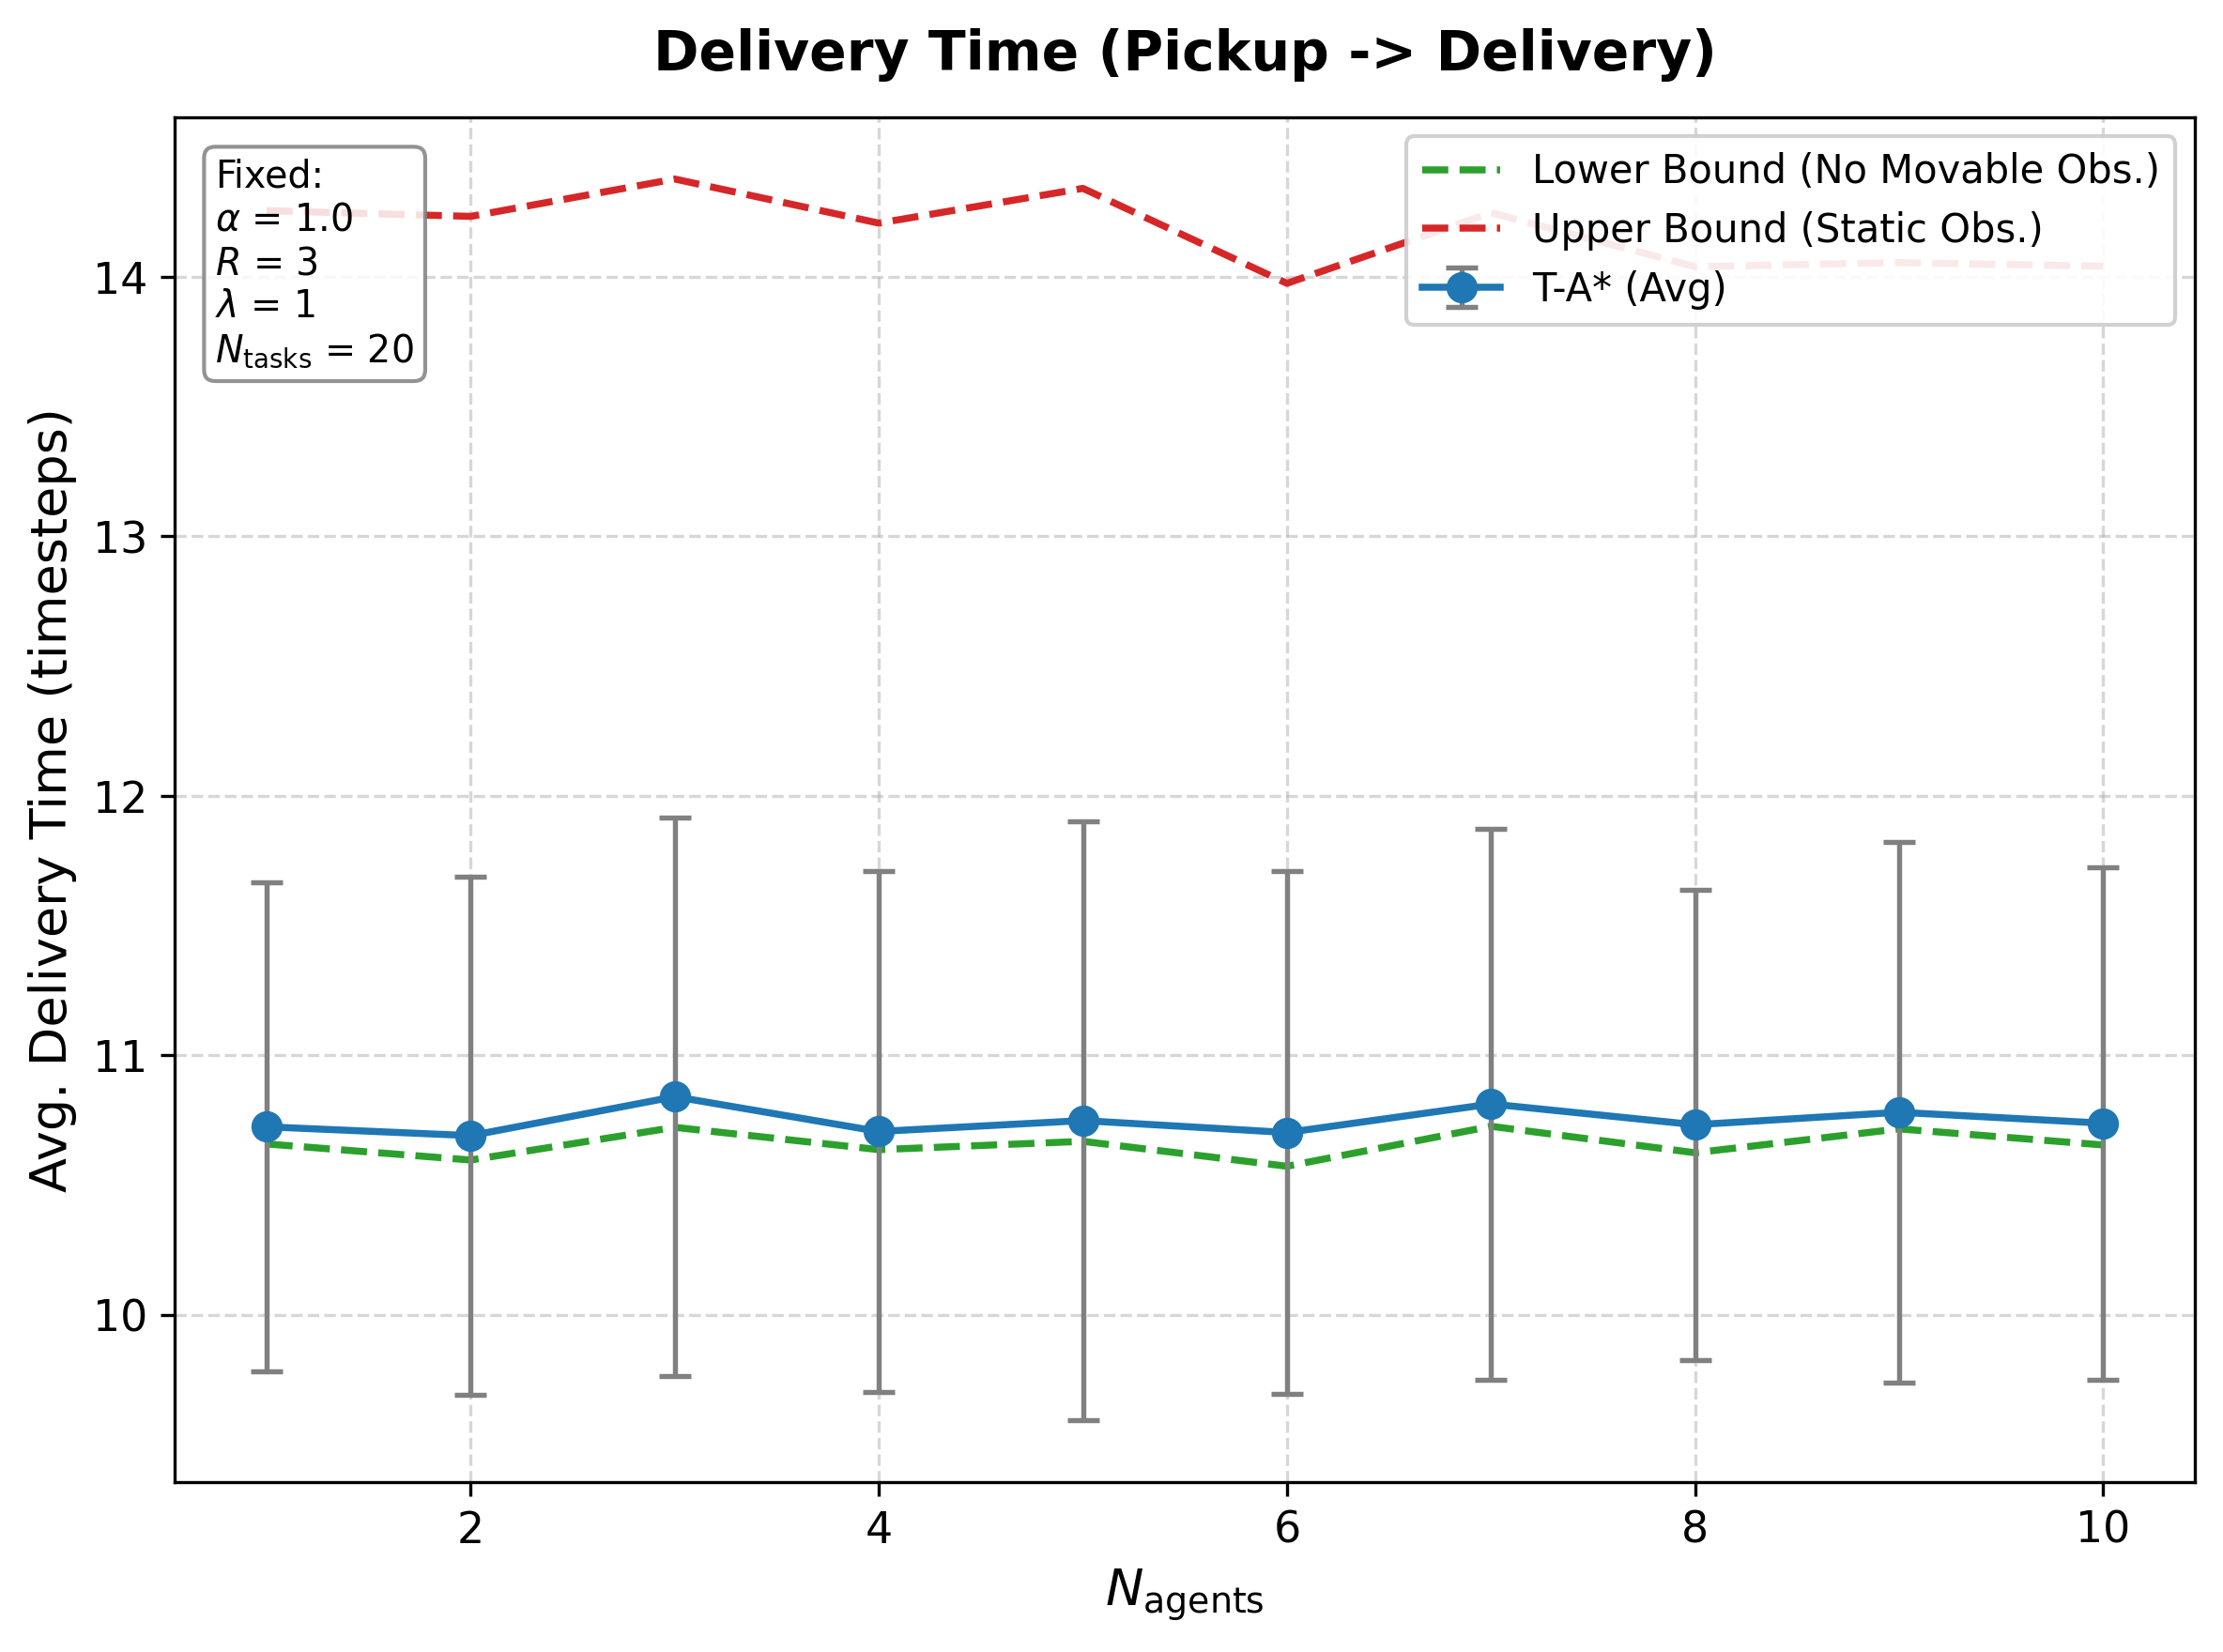 Delivery Time (Pickup -> Delivery)
Fixed:
α = 1.0
R = 3
λ = 1
N_tasks = 20
Lower Bound (No Movable Obs.)
Upper Bound (Static Obs.)
T-A* (Avg)
Avg. Delivery Time (timesteps)
14
13
12
11
10
2 4 6 8 10
N_agents